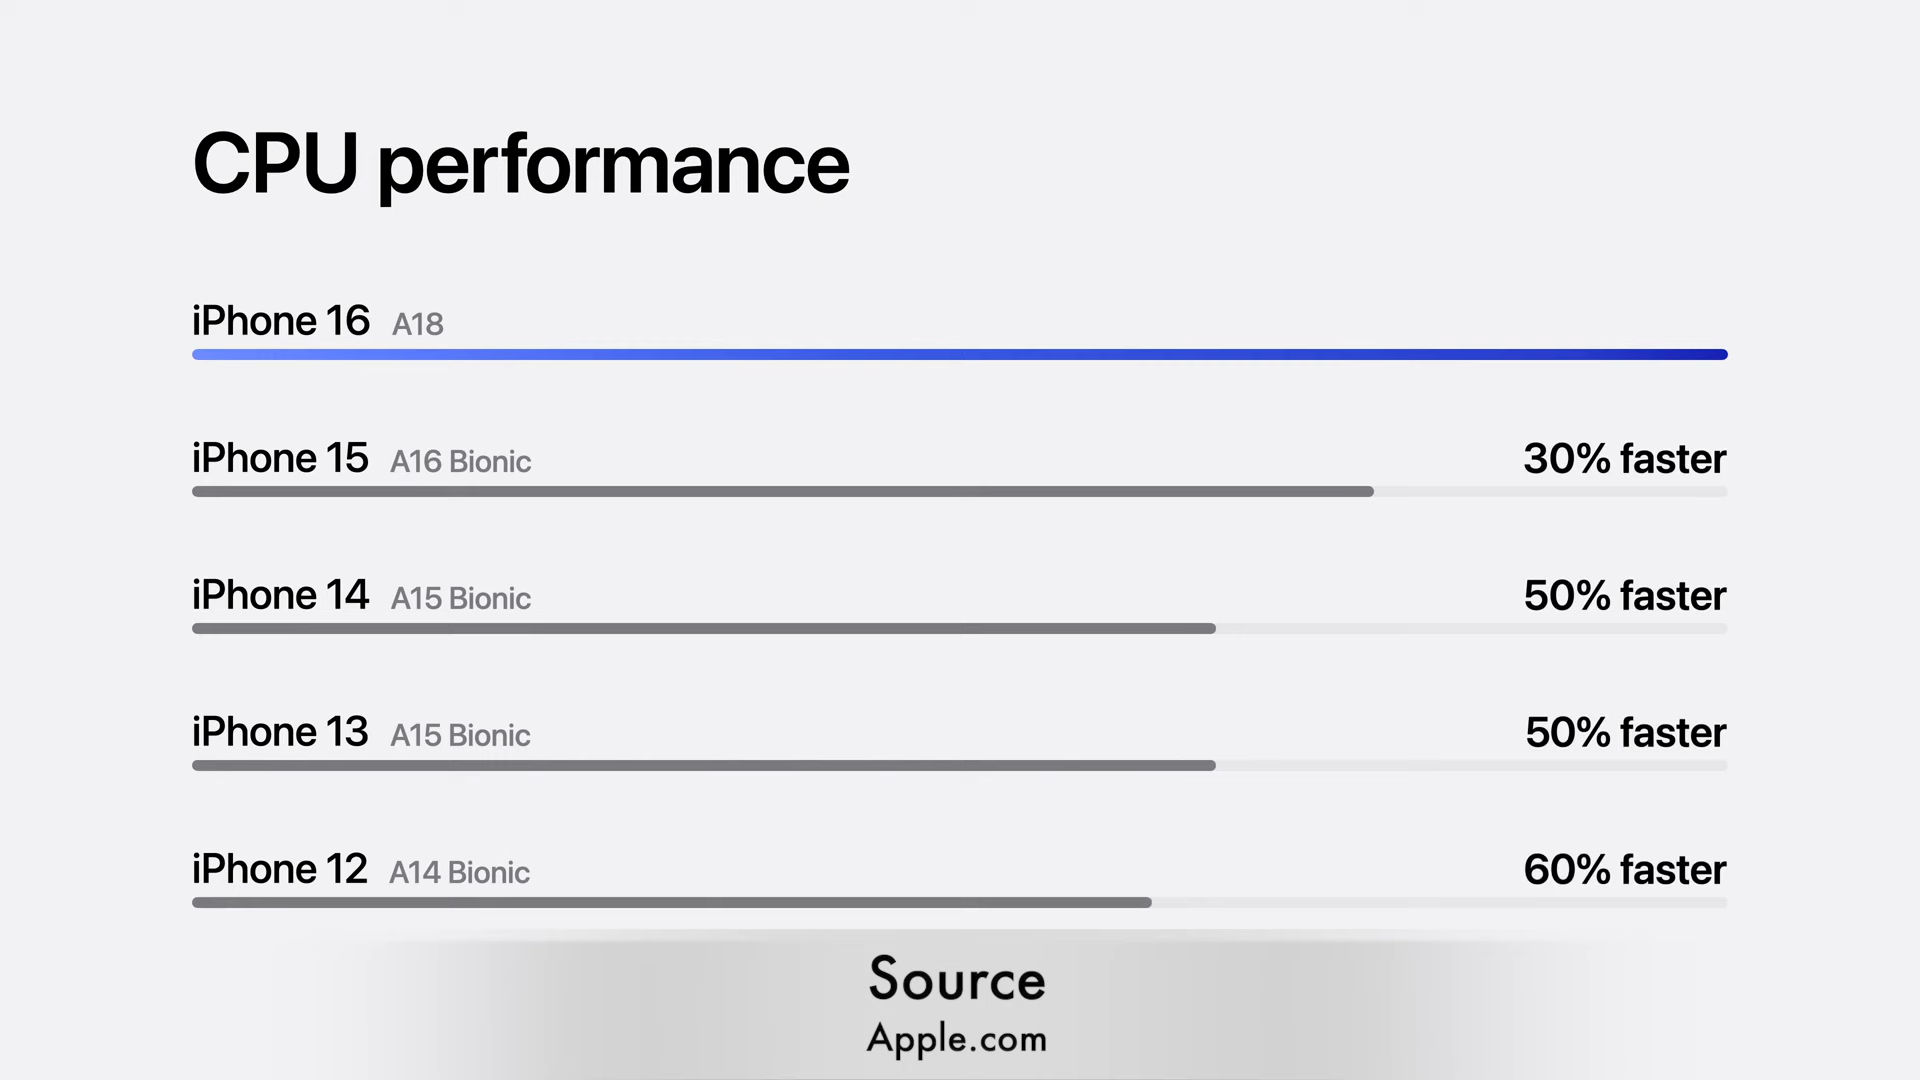 CPU performance
iPhone 16 A18
iPhone 15 A16 Bionic 30% faster
iPhone 14 A15 Bionic 50% faster
iPhone 13 A15 Bionic 50% faster
iPhone 12 A14 Bionic 60% faster
Source
Apple.com